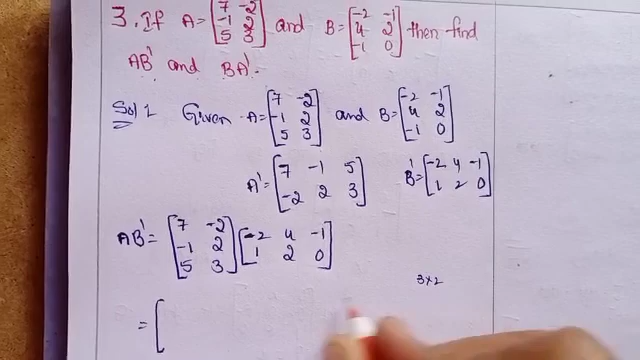 3. If A = [7 -2; -1 2; 5 3] and B = [-2 -1; 4 2; -1 0] then find
AB' and BA'.
Sol: Given A = [7 -2; -1 2; 5 3] and B = [-2 -1; 4 2; -1 0]
A' = [7 -1 5; -2 2 3] B' = [-2 4 -1; 1 2 0]
AB' = [7 -2; -1 2; 5 3] [-2 4 -1; 1 2 0]
3×2
= [